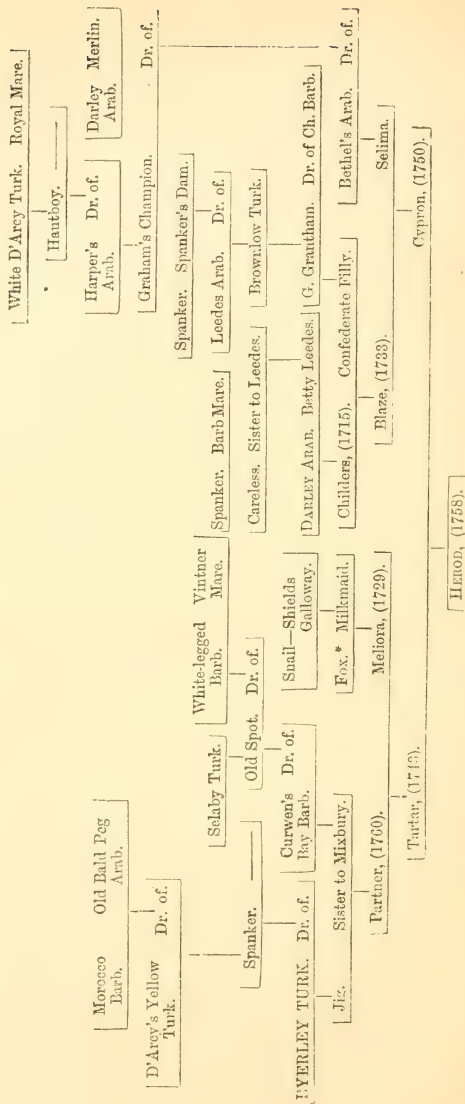 White D'Arcy Turk. Royal Mare.
Hautboy. ——
Morocco Barb.
Old Bald Peg Arab.
Harper's Arab.
Dr. of.
Darley Arab.
Merlin.
D'Arcy's Yellow Turk.
Dr. of.
Graham's Champion.
Dr. of.
Spanker. Spanker's Dam.
Selaby Turk.
White-legged Barb.
Vintner Mare.
Spanker. Barb Mare.
Leedes Arab. Dr. of.
Spanker. ——
Old Spot. Dr. of.
Careless. Sister to Leedes.
Brownlow Turk.
BYERLEY TURK. Dr. of.
Curwen's Bay Barb.
Dr. of.
Snail—Shields Galloway.
DARLEY ARAB. Betty Leedes.
G. Grantham. Dr. of Ch. Barb.
Jig. Sister to Mixbury.
Fox.* Milkmaid.
Childers, (1715). Confederate Filly.
Bethel's Arab. Dr. of.
Partner, (1760). Meliora, (1729).
Blaze, (1733). Selima.
Tartar, Cypron, (1750).
HEROD, (1758).